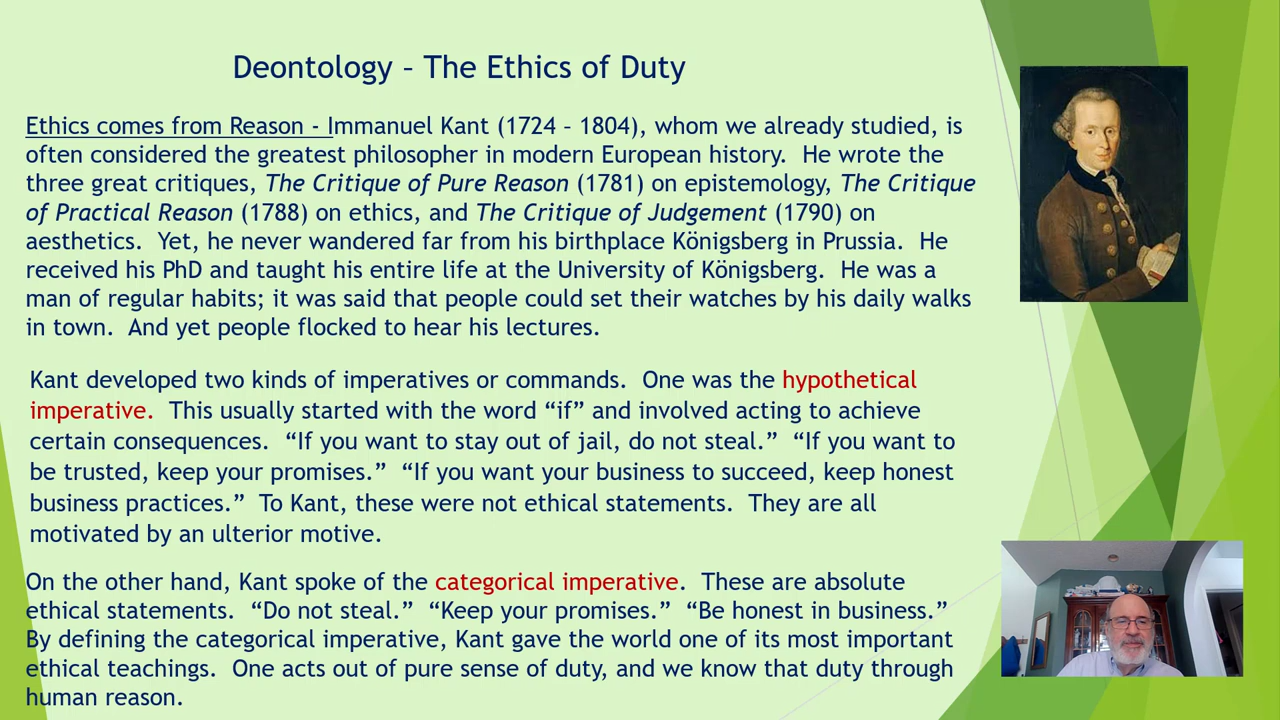 Deontology – The Ethics of Duty
Ethics comes from Reason - Immanuel Kant (1724 – 1804), whom we already studied, is
often considered the greatest philosopher in modern European history.  He wrote the
three great critiques, The Critique of Pure Reason (1781) on epistemology, The Critique
of Practical Reason (1788) on ethics, and The Critique of Judgement (1790) on
aesthetics.  Yet, he never wandered far from his birthplace Königsberg in Prussia.  He
received his PhD and taught his entire life at the University of Königsberg.  He was a
man of regular habits; it was said that people could set their watches by his daily walks
in town.  And yet people flocked to hear his lectures.
Kant developed two kinds of imperatives or commands.  One was the hypothetical
imperative.  This usually started with the word “if” and involved acting to achieve
certain consequences.  “If you want to stay out of jail, do not steal.”  “If you want to
be trusted, keep your promises.”  “If you want your business to succeed, keep honest
business practices.”  To Kant, these were not ethical statements.  They are all
motivated by an ulterior motive.
On the other hand, Kant spoke of the categorical imperative.  These are absolute
ethical statements.  “Do not steal.”  “Keep your promises.”  “Be honest in business.”
By defining the categorical imperative, Kant gave the world one of its most important
ethical teachings.  One acts out of pure sense of duty, and we know that duty through
human reason.